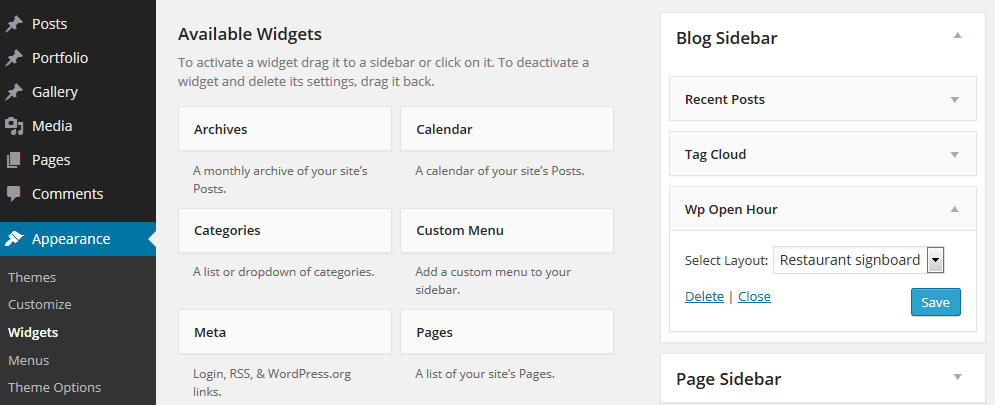 Posts
Portfolio
Gallery
Media
Pages
Comments
Appearance
Themes
Customize
Widgets
Menus
Theme Options
Available Widgets
To activate a widget drag it to a sidebar or click on it. To deactivate a
widget and delete its settings, drag it back.
Archives
A monthly archive of your site's
Posts.
Calendar
A calendar of your site's Posts.
Categories
A list or dropdown of categories.
Custom Menu
Add a custom menu to your
sidebar.
Meta
Login, RSS, & WordPress.org
links.
Pages
A list of your site's Pages.
Blog Sidebar
Recent Posts
Tag Cloud
Wp Open Hour
Select Layout: Restaurant signboard
Delete | Close Save
Page Sidebar